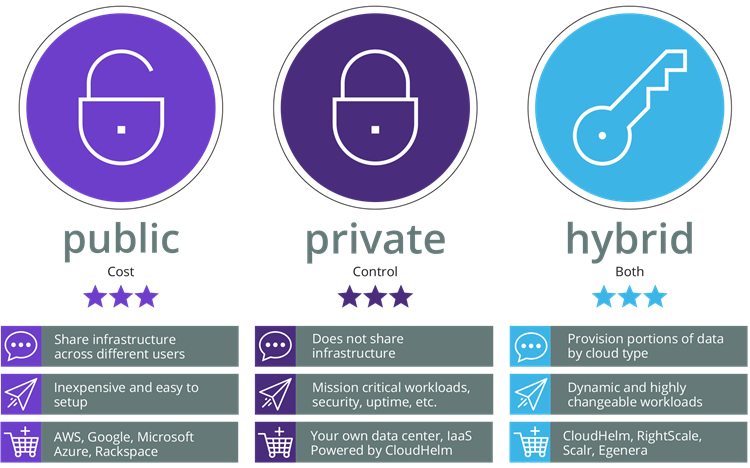 public
Cost
Share infrastructure
across different users
Inexpensive and easy to
setup
AWS, Google, Microsoft
Azure, Rackspace
private
Control
Does not share
infrastructure
Mission critical workloads,
security, uptime, etc.
Your own data center, IaaS
Powered by CloudHelm
hybrid
Both
Provision portions of data
by cloud type
Dynamic and highly
changeable workloads
CloudHelm, RightScale,
Scalr, Egenera